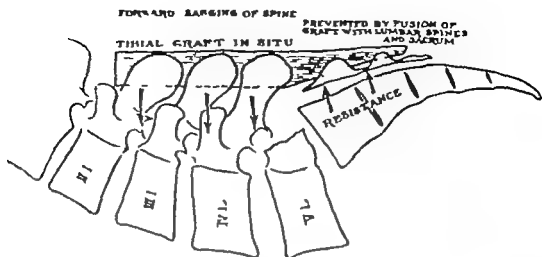 FORWARD SAGGING OF SPINE
PREVENTED BY FUSION OF
GRAFT WITH LUMBAR SPINES
AND SACRUM
TIBIAL GRAFT IN SITU
RESISTANCE
II L
III L
IV L
V L